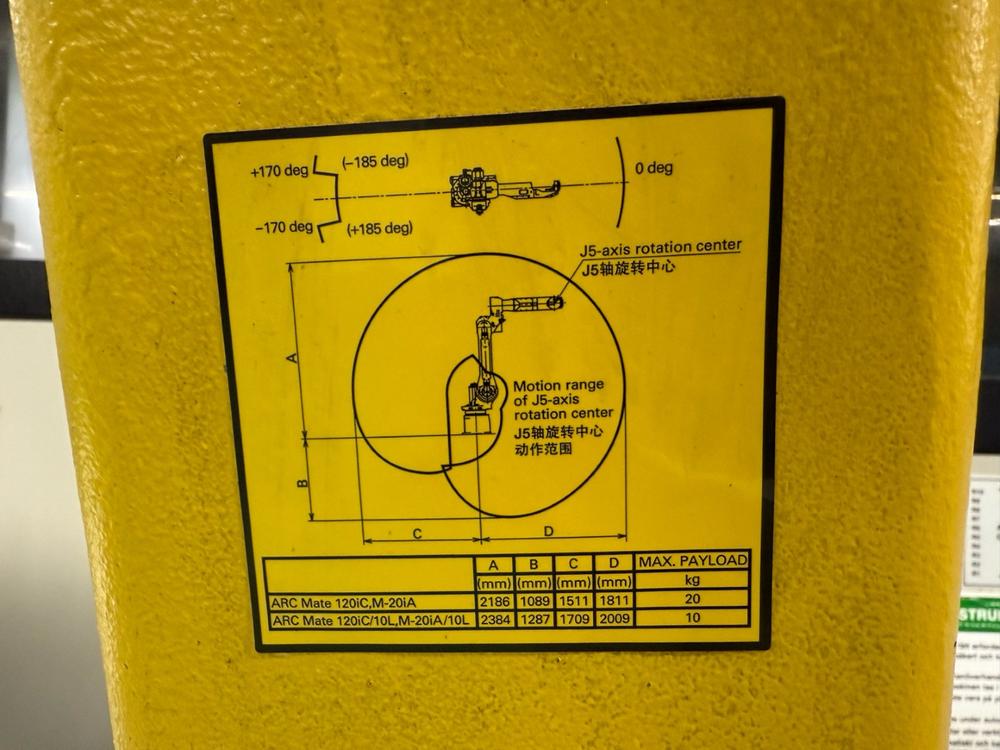 +170 deg (−185 deg) 0 deg
−170 deg (+185 deg)
J5-axis rotation center
J5轴旋转中心
A
Motion range
of J5-axis
rotation center
J5轴旋转中心
动作范围
B
C D
A B C D MAX. PAYLOAD
(mm) (mm) (mm) (mm) kg
ARC Mate 120iC,M-20iA 2186 1089 1511 1811 20
ARC Mate 120iC/10L,M-20iA/10L 2384 1287 1709 2009 10